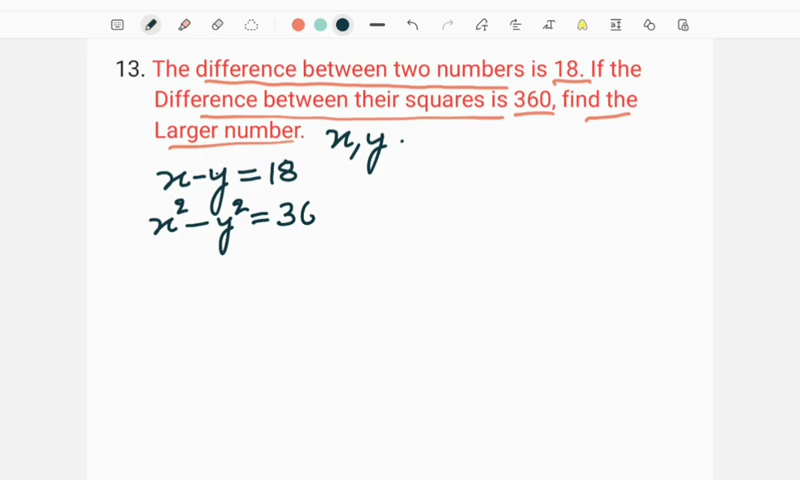 13. The difference between two numbers is 18. If the
Difference between their squares is 360, find the
Larger number. x, y .
x-y=18
x²-y²=36